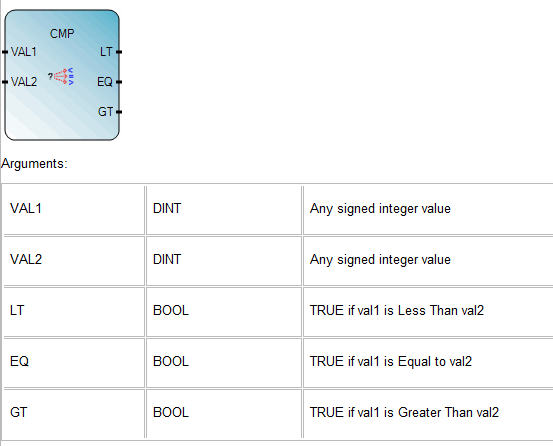 CMP
VAL1 LT
VAL2 ? < = > EQ
GT
Arguments:
VAL1 DINT Any signed integer value
VAL2 DINT Any signed integer value
LT BOOL TRUE if val1 is Less Than val2
EQ BOOL TRUE if val1 is Equal to val2
GT BOOL TRUE if val1 is Greater Than val2